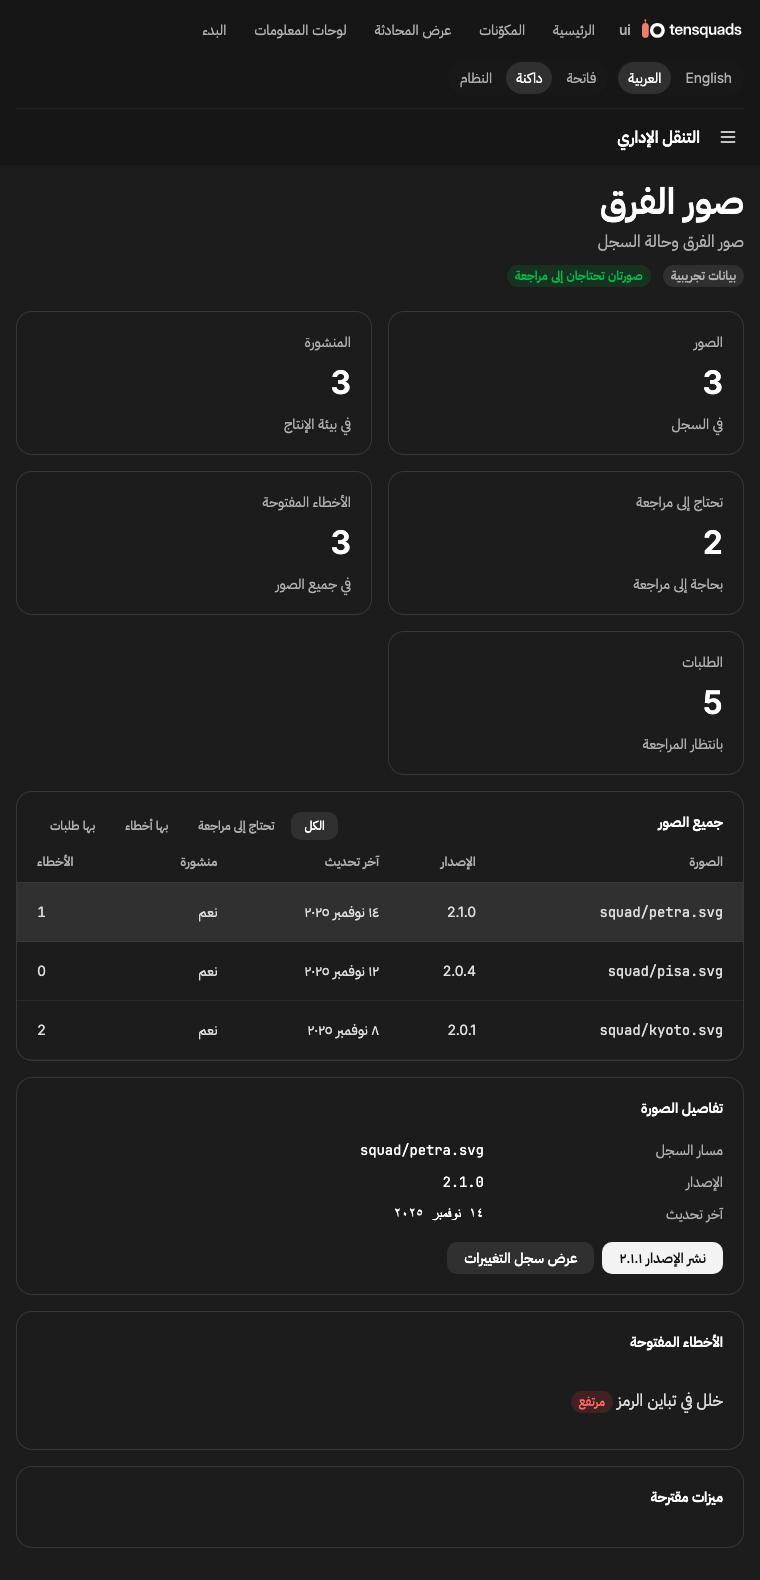 tensquads ui الرئيسية المكوّنات عرض المحادثة لوحات المعلومات البدء
English العربية فاتحة داكنة النظام
التنقل الإداري
صور الفرق
صور الفرق وحالة السجل
بيانات تجريبية صورتان تحتاجان إلى مراجعة
الصور
3
في السجل
المنشورة
3
في بيئة الإنتاج
تحتاج إلى مراجعة
2
بحاجة إلى مراجعة
الأخطاء المفتوحة
3
في جميع الصور
الطلبات
5
بانتظار المراجعة
جميع الصور الكل تحتاج إلى مراجعة بها أخطاء بها طلبات
الصورة الإصدار آخر تحديث منشورة الأخطاء
squad/petra.svg 2.1.0 ١٤ نوفمبر ٢٠٢٥ نعم 1
squad/pisa.svg 2.0.4 ١٢ نوفمبر ٢٠٢٥ نعم 0
squad/kyoto.svg 2.0.1 ٨ نوفمبر ٢٠٢٥ نعم 2
تفاصيل الصورة
مسار السجل squad/petra.svg
الإصدار 2.1.0
آخر تحديث ١٤ نوفمبر ٢٠٢٥
نشر الإصدار ٢.١.١ عرض سجل التغييرات
الأخطاء المفتوحة
خلل في تباين الرمز مرتفع
ميزات مقترحة